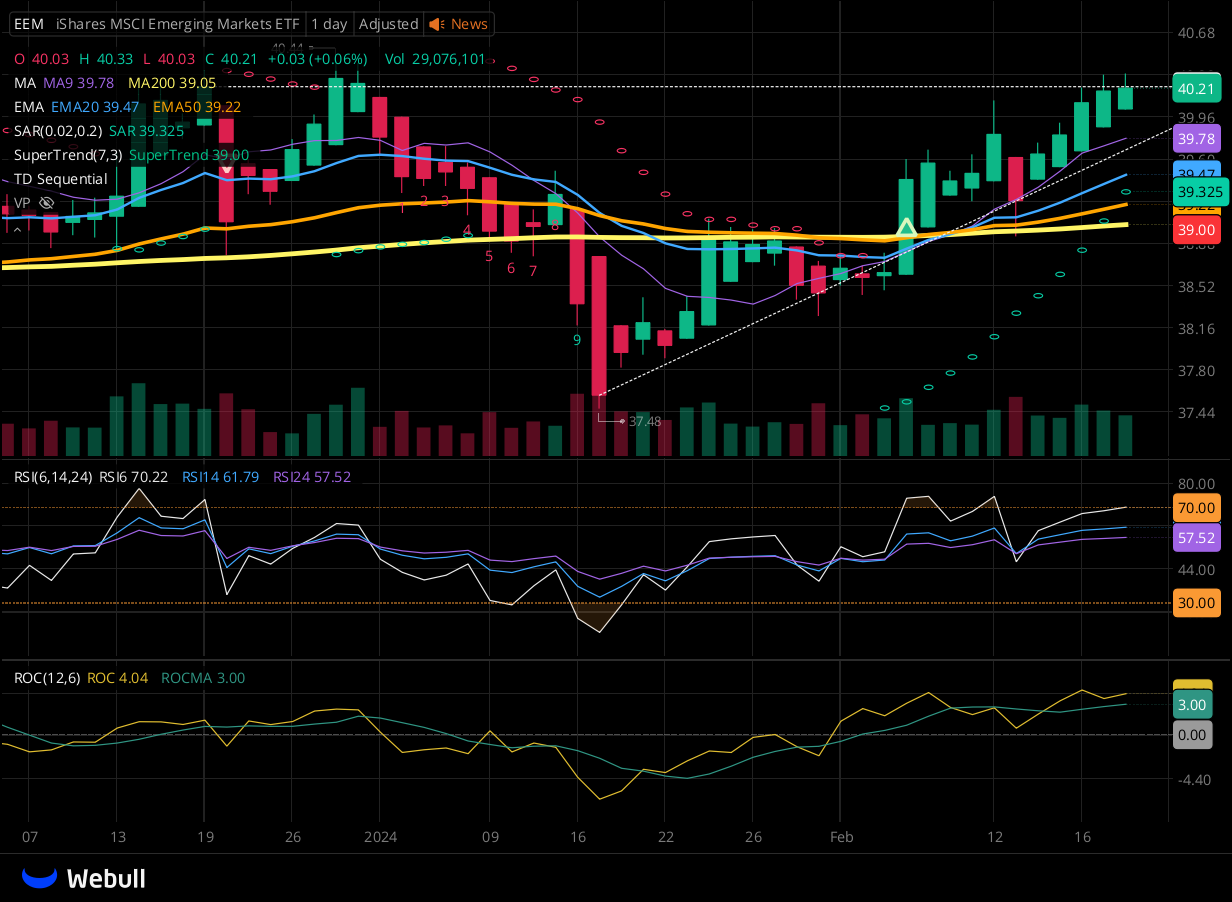 EEM iShares MSCI Emerging Markets ETF 1 day Adjusted News
O 40.03 H 40.33 L 40.03 C 40.21 +0.03 (+0.06%) Vol 29,076,101
MA MA9 39.78 MA200 39.05
EMA EMA20 39.47 EMA50 39.22
SAR(0.02,0.2) SAR 39.325
SuperTrend(7,3) SuperTrend 39.00
TD Sequential
VP
40.68
40.21
39.96
39.78
39.47
39.325
39.00
38.52
38.16
37.80
37.44
2 3
4
5
6
7
8
9
37.48
RSI(6,14,24) RSI6 70.22 RSI14 61.79 RSI24 57.52
80.00
70.00
57.52
44.00
30.00
ROC(12,6) ROC 4.04 ROCMA 3.00
3.00
0.00
-4.40
07 13 19 26 2024 09 16 22 26 Feb 12 16
Webull